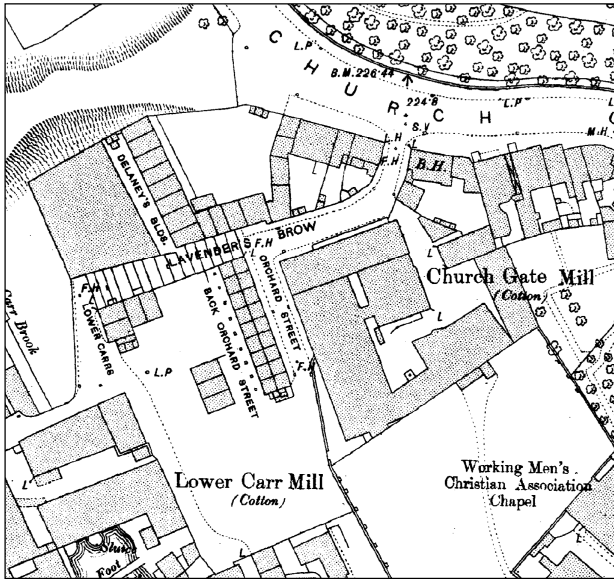 C H U R C H
L.P
B.M. 226·44
224·8
L.P
S.V
M.H
L.H
F.H
L
B.H.
L
L
DELANEY'S BLDS.
LAVENDER'S BROW
F.H
L
Church Gate Mill
(Cotton)
F.H
LOWER CARRS
ORCHARD STREET
BACK ORCHARD STREET
L
Carr Brook
L.P
F.H
Lower Carr Mill
(Cotton)
Working Men's
Christian Association
Chapel
L
L
L
Sluice
Foot